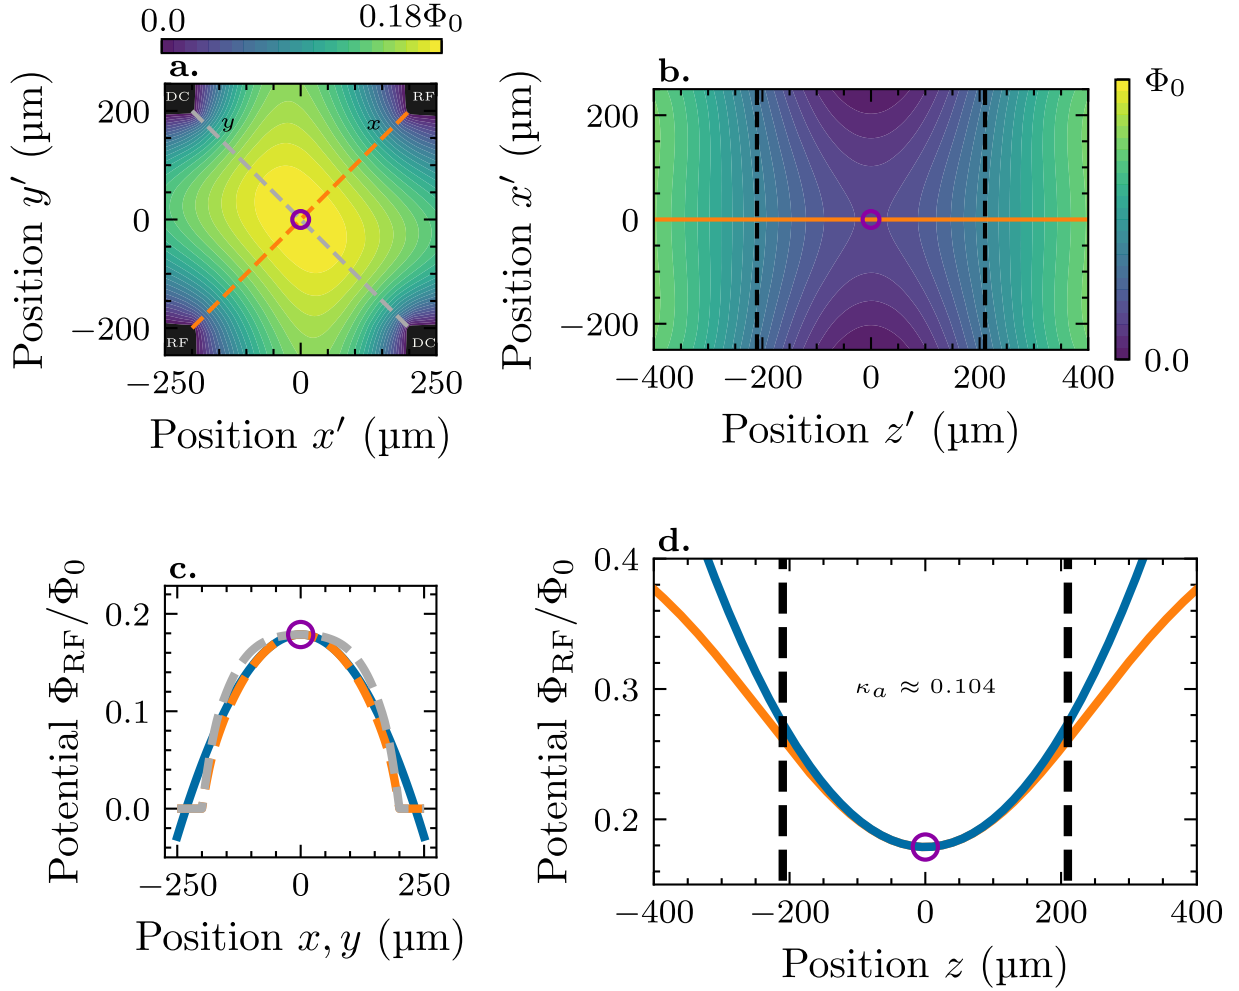 0.0 0.18Φ₀
a.
DC RF
y x
RF DC
200
0
−200
Position y′ (µm)
−250 0 250
Position x′ (µm)
b.
200
0
−200
Position x′ (µm)
−400 −200 0 200 400
Position z′ (µm)
Φ₀
0.0
c.
0.2
0.1
0.0
Potential Φ_RF/Φ₀
−250 0 250
Position x, y (µm)
d.
0.4
0.3
0.2
Potential Φ_RF/Φ₀
κₐ ≈ 0.104
−400 −200 0 200 400
Position z (µm)